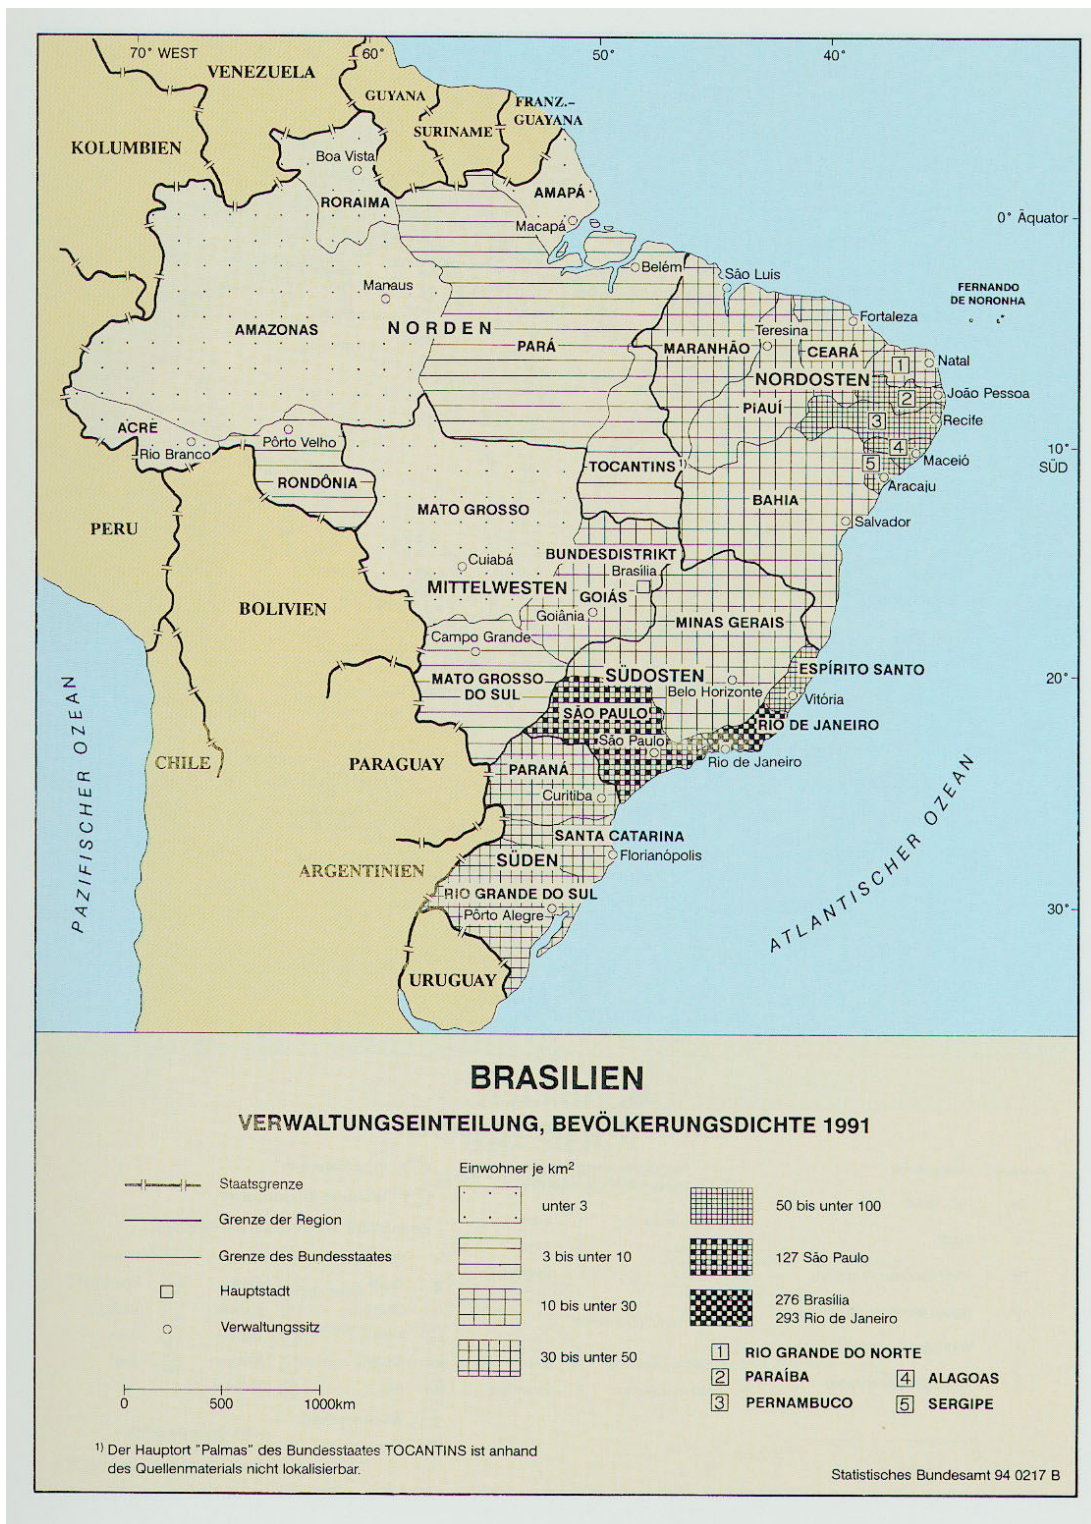 70° WEST
60°
50°
40°
VENEZUELA
GUYANA
FRANZ.-
GUAYANA
SURINAME
KOLUMBIEN
Boa Vista
RORAIMA
AMAPÁ
Macapá
0° Äquator
Belém
São Luis
Manaus
FERNANDO
DE NORONHA
Fortaleza
AMAZONAS
NORDEN
Teresina
PARÁ
MARANHÃO
CEARÁ
1
Natal
NORDOSTEN
João Pessoa
2
PIAUÍ
3
Recife
ACRE
Rio Branco
Pôrto Velho
4
10°
SÜD
Maceió
5
TOCANTINS 1)
RONDÔNIA
Aracaju
BAHIA
MATO GROSSO
PERU
Salvador
BUNDESDISTRIKT
Cuiabá
Brasília
MITTELWESTEN
GOIÁS
BOLIVIEN
Goiânia
MINAS GERAIS
Campo Grande
ESPÍRITO SANTO
SÜDOSTEN
20°
MATO GROSSO
DO SUL
Belo Horizonte
Vitória
SÃO PAULO
RIO DE JANEIRO
PAZIFISCHER OZEAN
São Paulo
CHILE
PARAGUAY
Rio de Janeiro
PARANÁ
Curitiba
ATLANTISCHER OZEAN
SANTA CATARINA
Florianópolis
SÜDEN
ARGENTINIEN
RIO GRANDE DO SUL
30°
Pôrto Alegre
URUGUAY
BRASILIEN
VERWALTUNGSEINTEILUNG, BEVÖLKERUNGSDICHTE 1991
Staatsgrenze
Grenze der Region
Grenze des Bundesstaates
Hauptstadt
Verwaltungssitz
0 500 1000km
Einwohner je km²
unter 3
3 bis unter 10
10 bis unter 30
30 bis unter 50
50 bis unter 100
127 São Paulo
276 Brasília
293 Rio de Janeiro
1 RIO GRANDE DO NORTE
2 PARAÍBA
4 ALAGOAS
3 PERNAMBUCO
5 SERGIPE
1) Der Hauptort "Palmas" des Bundesstaates TOCANTINS ist anhand
des Quellenmaterials nicht lokalisierbar.
Statistisches Bundesamt 94 0217 B